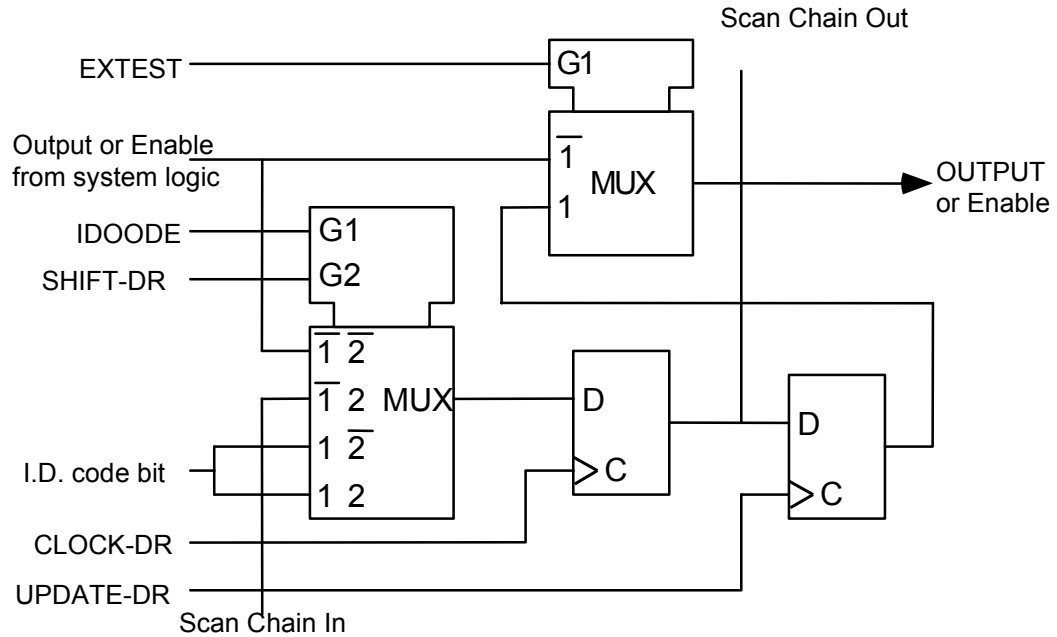 Scan Chain Out
EXTEST
G1
Output or Enable
from system logic
1
MUX
1
OUTPUT
or Enable
IDOODE
G1
SHIFT-DR
G2
1 2
1 2 MUX
1 2
1 2
I.D. code bit
D
C
D
C
CLOCK-DR
UPDATE-DR
Scan Chain In